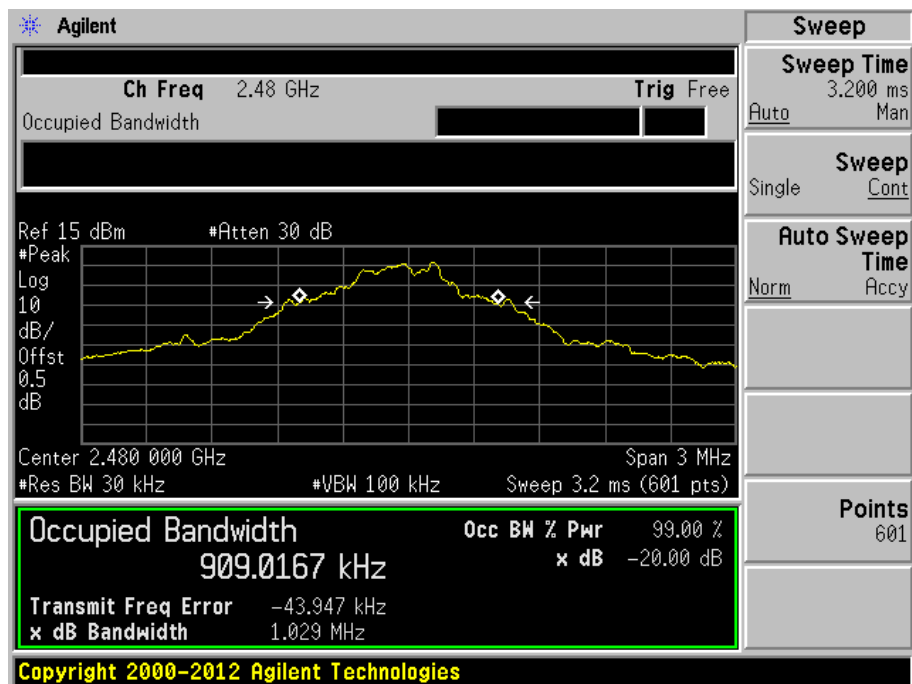 Agilent
Sweep
Ch Freq 2.48 GHz Trig Free
Occupied Bandwidth
Sweep Time
3.200 ms
Auto Man
Sweep
Single Cont
Auto Sweep
Time
Norm Accy
Points
601
Ref 15 dBm #Atten 30 dB
#Peak
Log
10
dB/
Offst
0.5
dB
Center 2.480 000 GHz Span 3 MHz
#Res BW 30 kHz #VBW 100 kHz Sweep 3.2 ms (601 pts)
Occupied Bandwidth
909.0167 kHz
Occ BW % Pwr 99.00 %
x dB -20.00 dB
Transmit Freq Error -43.947 kHz
x dB Bandwidth 1.029 MHz
Copyright 2000-2012 Agilent Technologies